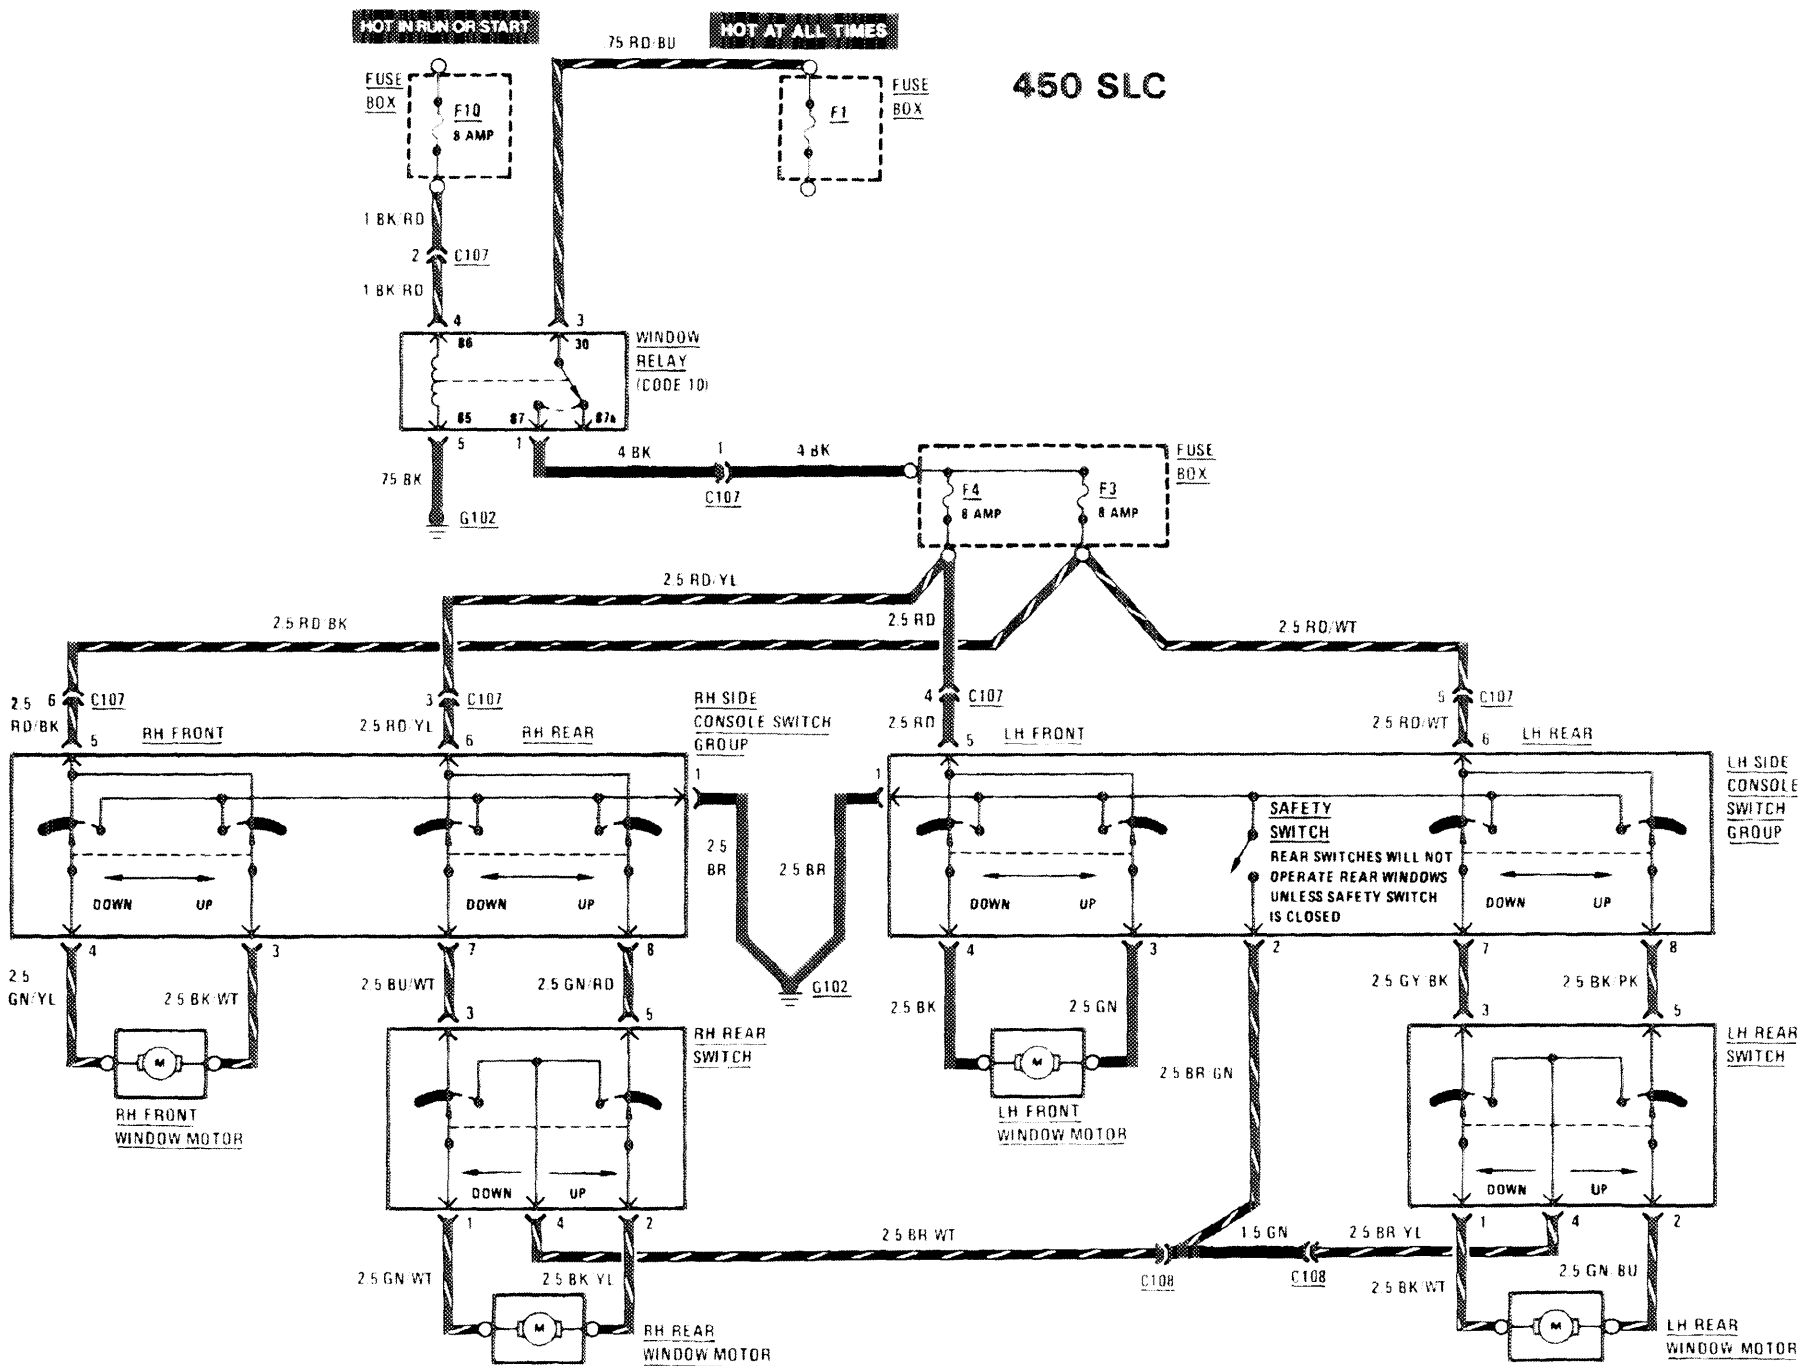 HOT IN RUN OR START
HOT AT ALL TIMES
450 SLC
.75 RD/BU
FUSE
BOX
F10
8 AMP
F1
FUSE
BOX
1 BK/RD
2
C107
1 BK/RD
4
3
86
30
WINDOW
RELAY
(CODE 10)
85
87
87a
5
1
4 BK
1
4 BK
C107
.75 BK
G102
FUSE
BOX
F4
8 AMP
F3
8 AMP
2.5 RD/YL
2.5 RD/BK
2.5 RD
2.5 RD/WT
2.5
RD/BK
6
C107
3
C107
4
C107
5
C107
2.5 RD/YL
2.5 RD
2.5 RD/WT
5
RH FRONT
6
RH REAR
RH SIDE
CONSOLE SWITCH
GROUP
5
LH FRONT
6
LH REAR
1
1
LH SIDE
CONSOLE
SWITCH
GROUP
SAFETY
SWITCH
REAR SWITCHES WILL NOT
OPERATE REAR WINDOWS
UNLESS SAFETY SWITCH
IS CLOSED
2.5
BR
2.5 BR
DOWN
UP
DOWN
UP
DOWN
UP
DOWN
UP
4
3
7
8
4
3
2
7
8
2.5
GN/YL
2.5 BK/WT
2.5 BU/WT
2.5 GN/RD
G102
2.5 BK
2.5 GN
2.5 GY/BK
2.5 BK/PK
3
5
3
5
RH REAR
SWITCH
LH REAR
SWITCH
M
M
2.5 BR/GN
RH FRONT
WINDOW MOTOR
LH FRONT
WINDOW MOTOR
DOWN
UP
DOWN
UP
1
4
2
1
4
2
2.5 BR/WT
1.5 GN
2.5 BR/YL
C108
C108
2.5 GN/WT
2.5 BK/YL
2.5 BK/WT
2.5 GN/BU
M
M
RH REAR
WINDOW MOTOR
LH REAR
WINDOW MOTOR